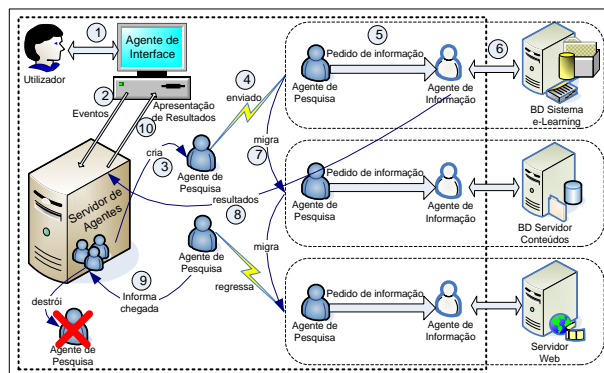 1
Agente de
Interface
Utilizador
2
Eventos
10
Apresentação
de Resultados
cria
3
Agente de
Pesquisa
4
enviado
Servidor de
Agentes
resultados
8
Agente de
Pesquisa
regressa
9
Informa
chegada
destrói
Agente de
Pesquisa
5
Pedido de informação
Agente de
Pesquisa
Agente de
Informação
6
BD Sistema
e-Learning
migra
7
Pedido de informação
Agente de
Pesquisa
Agente de
Informação
BD Servidor
Conteúdos
migra
Pedido de informação
Agente de
Pesquisa
Agente de
Informação
Servidor
Web